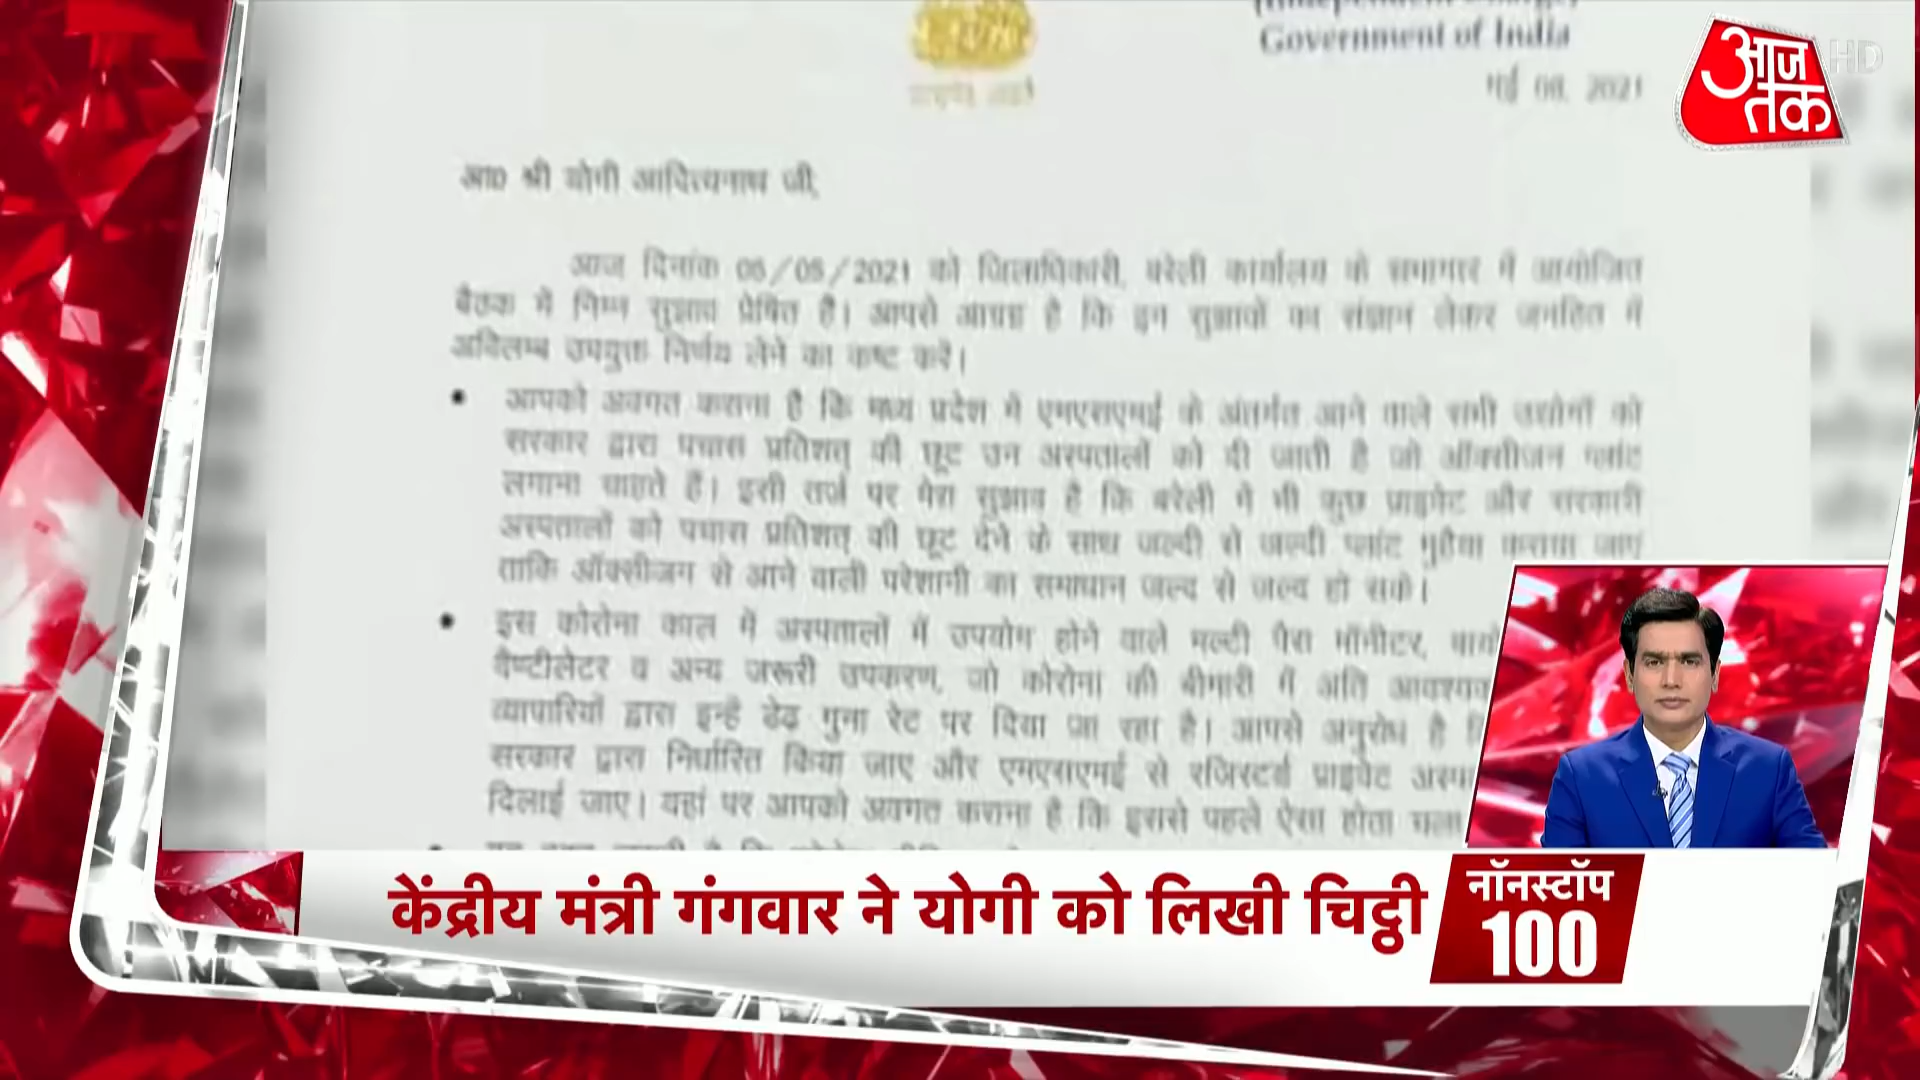 Government of India
मई 08, 2021
आज तक HD
आ0 श्री योगी आदित्यनाथ जी,
आज दिनांक 05/05/2021 को जिलाधिकारी, बरेली कार्यालय के सभागार में आयोजित
बैठक में निम्न सुझाव प्रेषित हैं। आपसे आग्रह है कि इन सुझावों का संज्ञान लेकर जनहित में
अविलम्ब उपयुक्त निर्णय लेने का कष्ट करें।
• आपको अवगत कराना है कि मध्य प्रदेश में एमएसएमई के अंतर्गत आने वाले सभी उद्योगों को
सरकार द्वारा पचास प्रतिशत् की छूट उन अस्पतालों को दी जाती है जो ऑक्सीजन प्लांट
लगाना चाहते हैं। इसी तर्ज पर मेरा सुझाव है कि बरेली में भी कुछ प्राइवेट और सरकारी
अस्पतालों को पचास प्रतिशत् की छूट देने के साथ जल्दी से जल्दी प्लांट मुहैया कराया जाए
ताकि ऑक्सीजन से आने वाली परेशानी का समाधान जल्द से जल्द हो सके।
• इस कोरोना काल में अस्पतालों में उपयोग होने वाले मल्टी पैरा मॉनीटर,
वैण्टीलेटर व अन्य जरूरी उपकरण, जो कोरोना की बीमारी में अति
व्यापारियों द्वारा इन्हें डेढ़ गुना रेट पर दिया जा रहा है। आपसे अनुरोध है
सरकार द्वारा निर्धारित किया जाए और एमएसएमई से रजिस्टर्ड प्राइवेट
दिलाई जाए। यहां पर आपको अवगत कराना है कि इससे पहले ऐसा होता
केंद्रीय मंत्री गंगवार ने योगी को लिखी चिट्ठी
नॉनस्टॉप
100